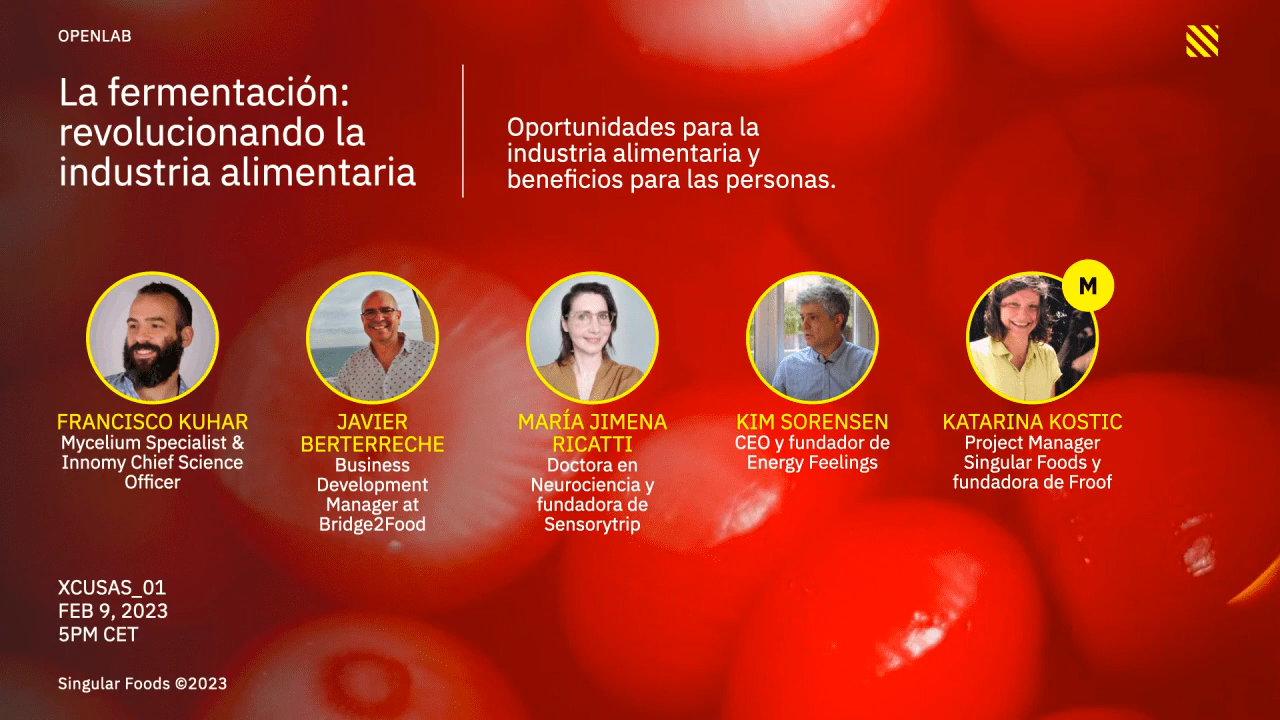 OPENLAB
La fermentación:
revolucionando la
industria alimentaria
Oportunidades para la
industria alimentaria y
beneficios para las personas.
M
FRANCISCO KUHAR
Mycelium Specialist &
Innomy Chief Science
Officer
JAVIER
BERTERRECHE
Business
Development
Manager at
Bridge2Food
MARÍA JIMENA
RICATTI
Doctora en
Neurociencia y
fundadora de
Sensorytrip
KIM SORENSEN
CEO y fundador de
Energy Feelings
KATARINA KOSTIC
Project Manager
Singular Foods y
fundadora de Froof
XCUSAS_01
FEB 9, 2023
5PM CET
Singular Foods ©2023